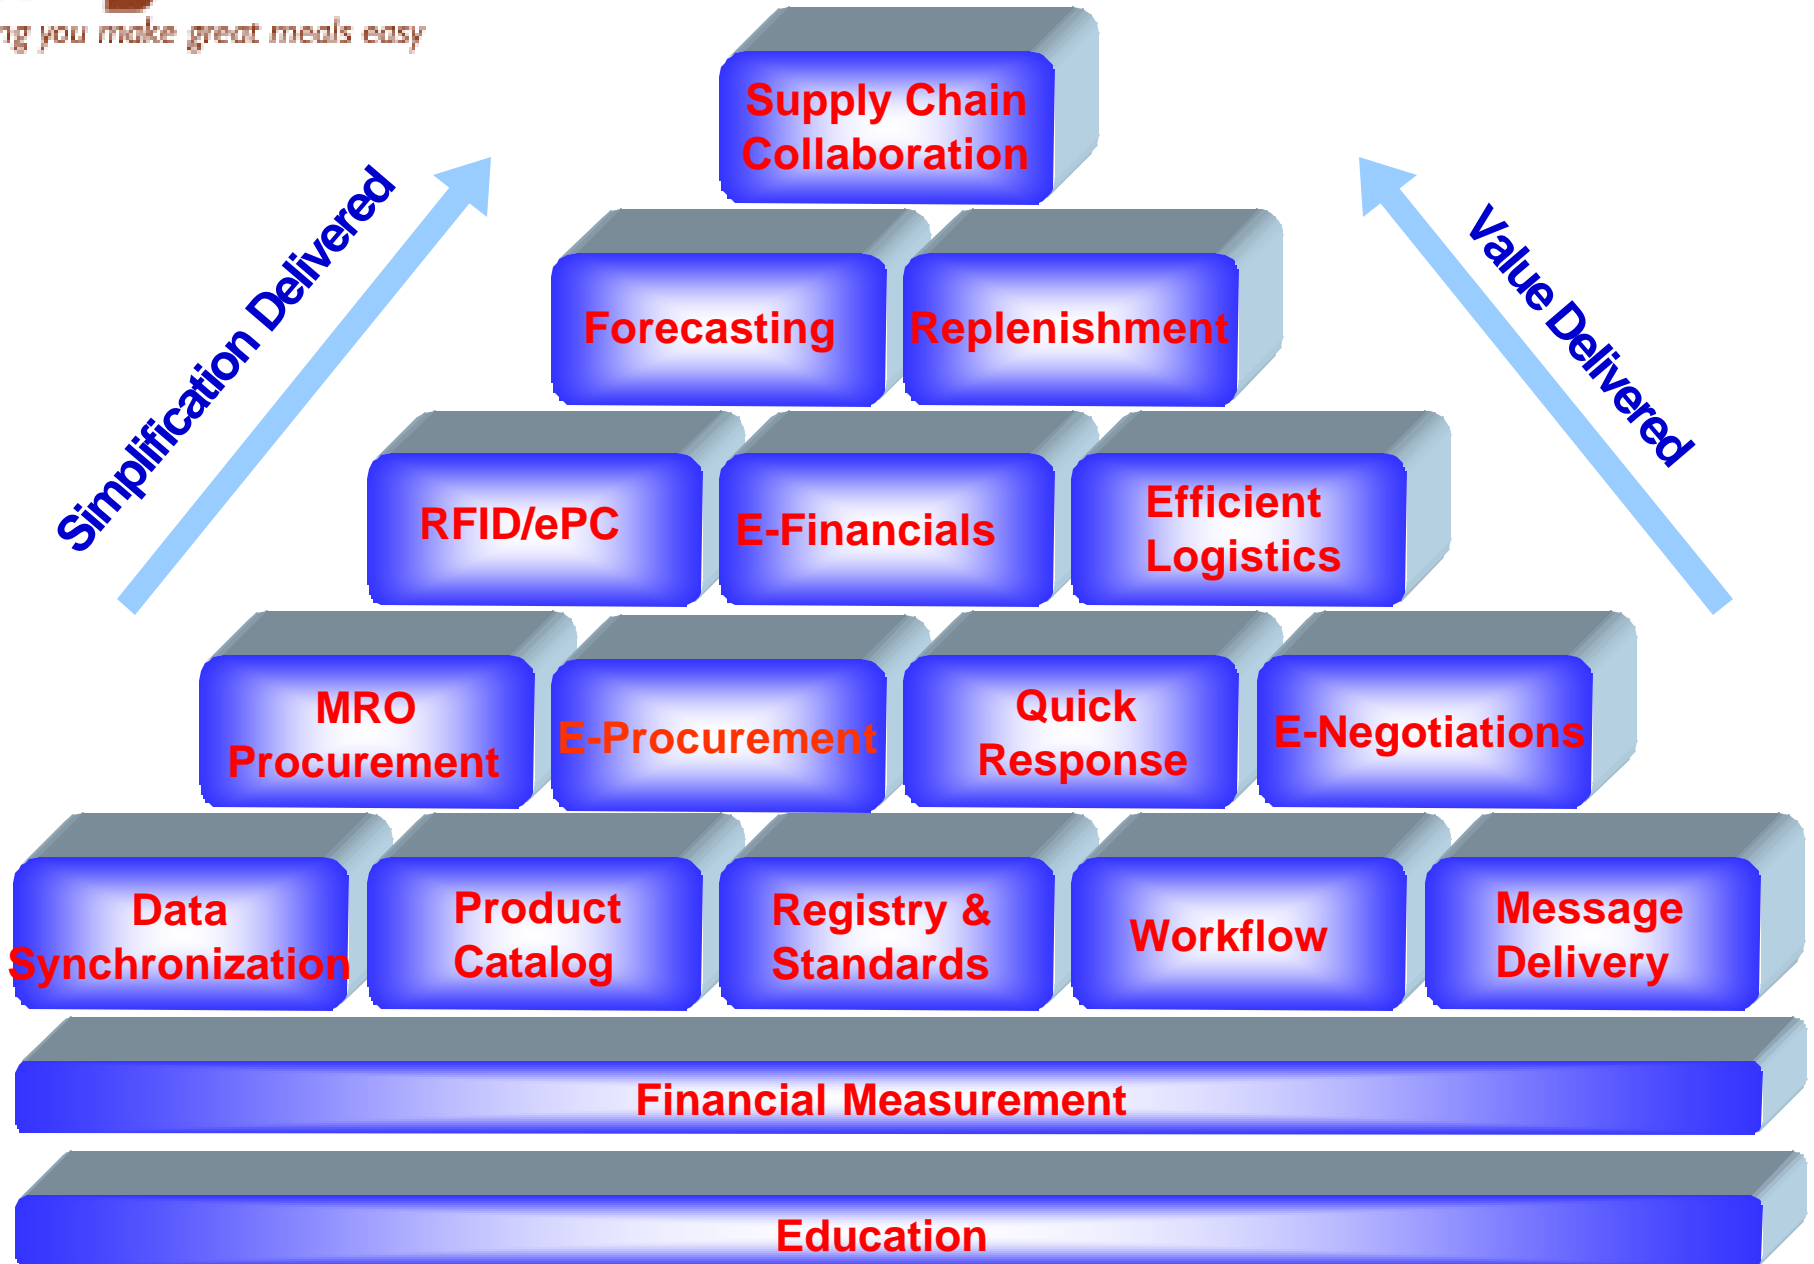 you make great meals easy
Supply Chain
Collaboration
Simplification Delivered
Value Delivered
Forecasting
Replenishment
RFID/ePC
E-Financials
Efficient
Logistics
MRO
Procurement
E-Procurement
Quick
Response
E-Negotiations
Data
Synchronization
Product
Catalog
Registry &
Standards
Workflow
Message
Delivery
Financial Measurement
Education